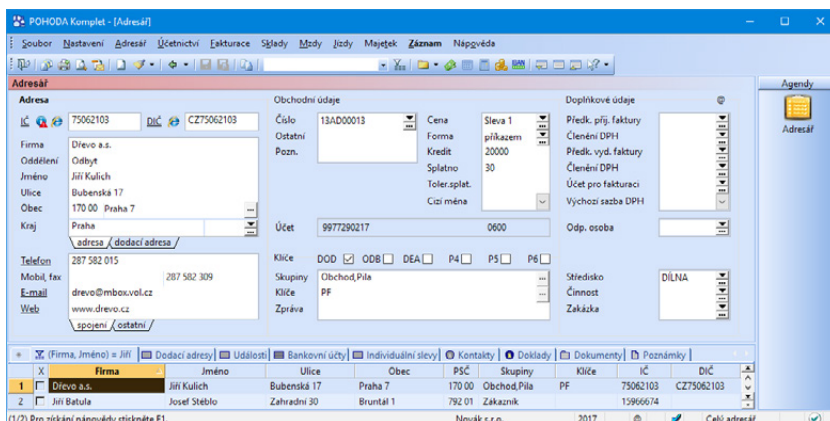 POHODA Komplet - [Adresář]
Soubor Nastavení Adresář Účetnictví Fakturace Sklady Mzdy Jízdy Majetek Záznam Nápověda
Adresář Agendy
Adresa Obchodní údaje Doplňkové údaje @
IČ 75062103 DIČ CZ75062103 Číslo 13AD00013 Cena Sleva 1 Předk. přij. faktury
Adresář
Ostatní Forma příkazem Členění DPH
Firma Dřevo a.s. Pozn. Kredit 20000 Předk. vyd. faktury
Oddělení Odbyt Splatno 30 Členění DPH
Jméno Jiří Kulich Toler.splat. Účet pro fakturaci
Ulice Bubenská 17 Cizí měna Výchozí sazba DPH
Obec 170 00 Praha 7
Kraj Praha Účet 9977290217 0600 Odp. osoba
adresa dodací adresa
Telefon 287 582 015 Klíče DOD ODB DEA P4 P5 P6
Mobil, fax 287 582 309 Skupiny Obchod,Pila Středisko DÍLNA
E-mail drevo@mbox.vol.cz Klíče PF Činnost
Web www.drevo.cz Zpráva Zakázka
spojení ostatní
(Firma, Jméno) = Jiří Dodací adresy Události Bankovní účty Individuální slevy Kontakty Doklady Dokumenty Poznámky
X Firma Jméno Ulice Obec PSČ Skupiny Klíče IČ DIČ
1 Dřevo a.s. Jiří Kulich Bubenská 17 Praha 7 170 00 Obchod,Pila PF 75062103 CZ75062103
2 Jiří Batula Josef Stéblo Zahradní 30 Bruntál 1 792 01 Zákazník 15966674
(1/2) Pro získání nápovědy stiskněte F1. Novák s.r.o. 2017 @ Celý adresář